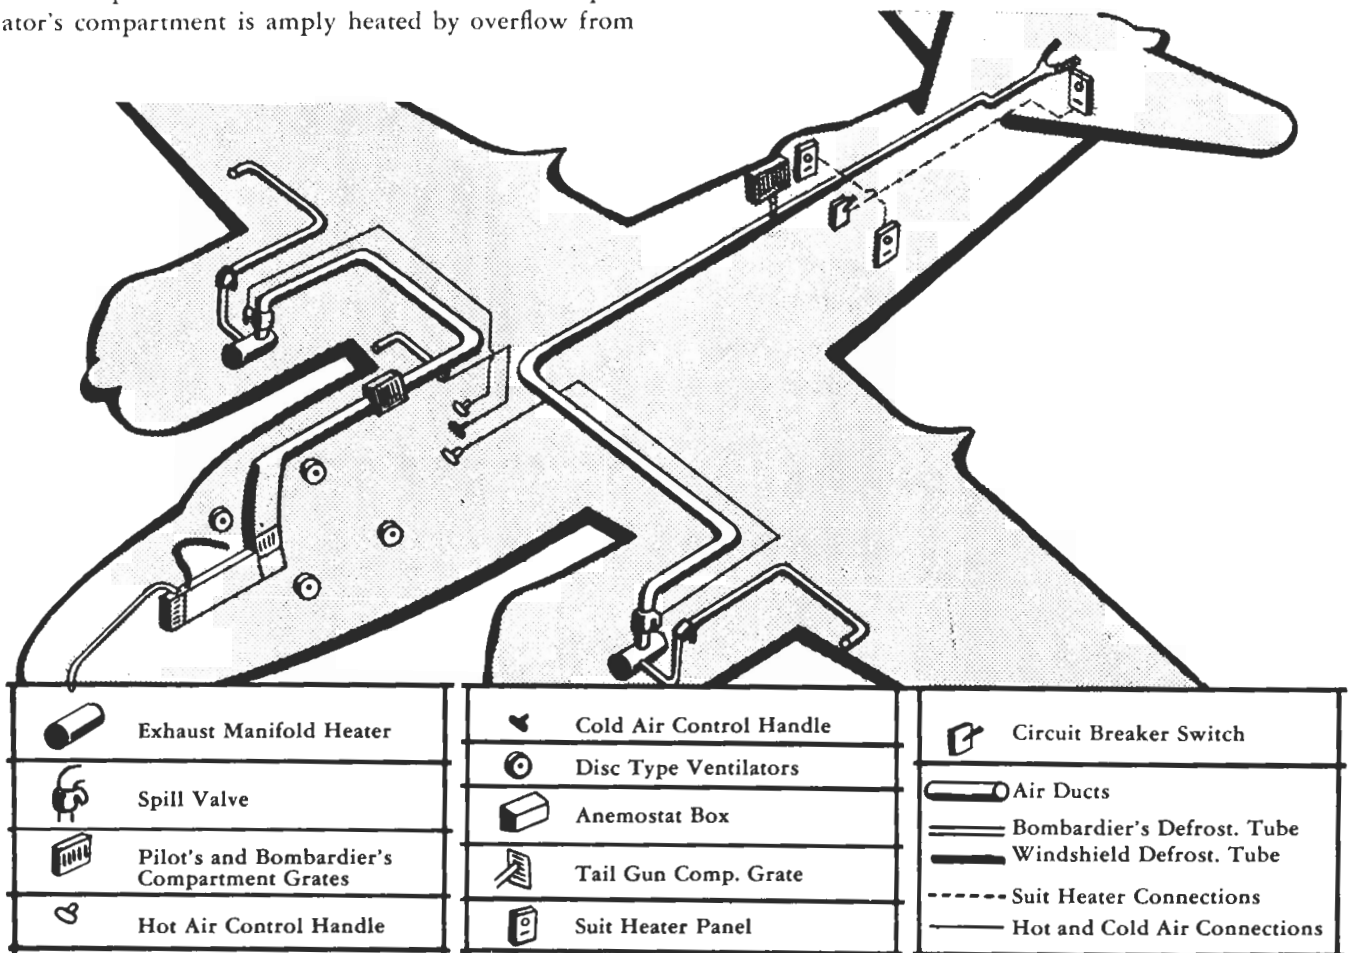 ator's compartment is amply heated by overflow from
Exhaust Manifold Heater
Spill Valve
Pilot's and Bombardier's
Compartment Grates
Hot Air Control Handle
Cold Air Control Handle
Disc Type Ventilators
Anemostat Box
Tail Gun Comp. Grate
Suit Heater Panel
Circuit Breaker Switch
Air Ducts
Bombardier's Defrost. Tube
Windshield Defrost. Tube
Suit Heater Connections
Hot and Cold Air Connections